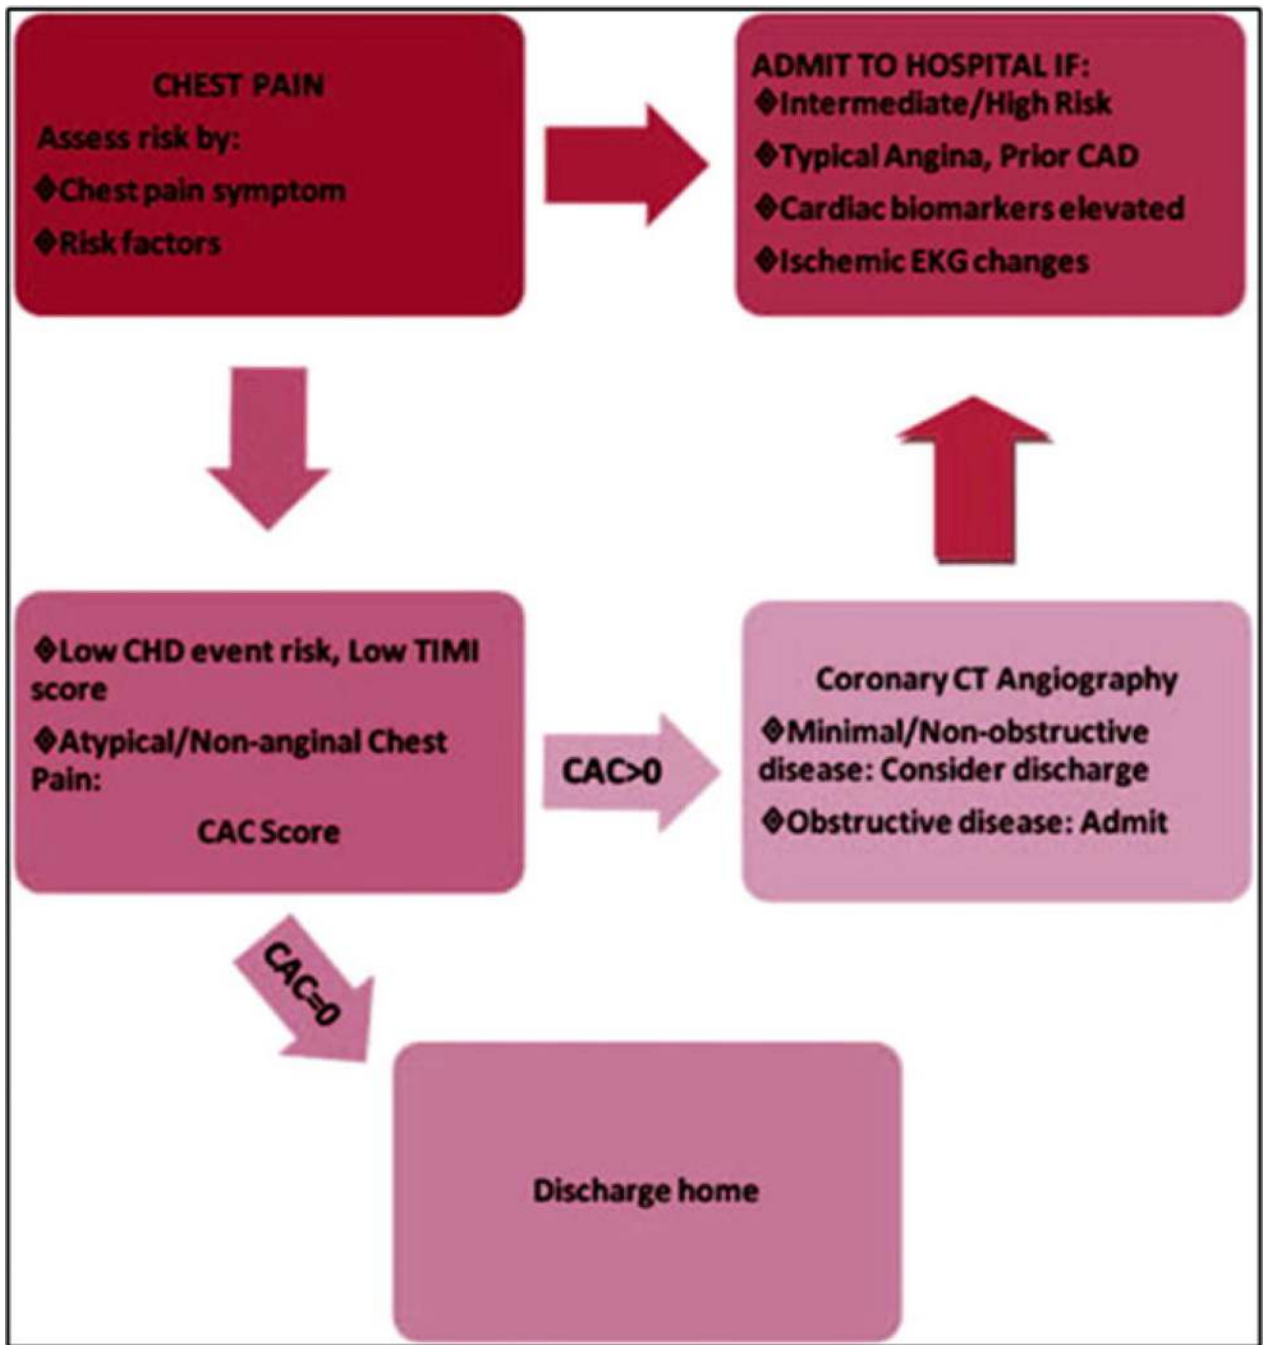 CHEST PAIN
Assess risk by:
◈Chest pain symptom
◈Risk factors
ADMIT TO HOSPITAL IF:
◈Intermediate/High Risk
◈Typical Angina, Prior CAD
◈Cardiac biomarkers elevated
◈Ischemic EKG changes
◈Low CHD event risk, Low TIMI
score
◈Atypical/Non-anginal Chest
Pain:
CAC Score
CAC>0
Coronary CT Angiography
◈Minimal/Non-obstructive
disease: Consider discharge
◈Obstructive disease: Admit
CAC=0
Discharge home